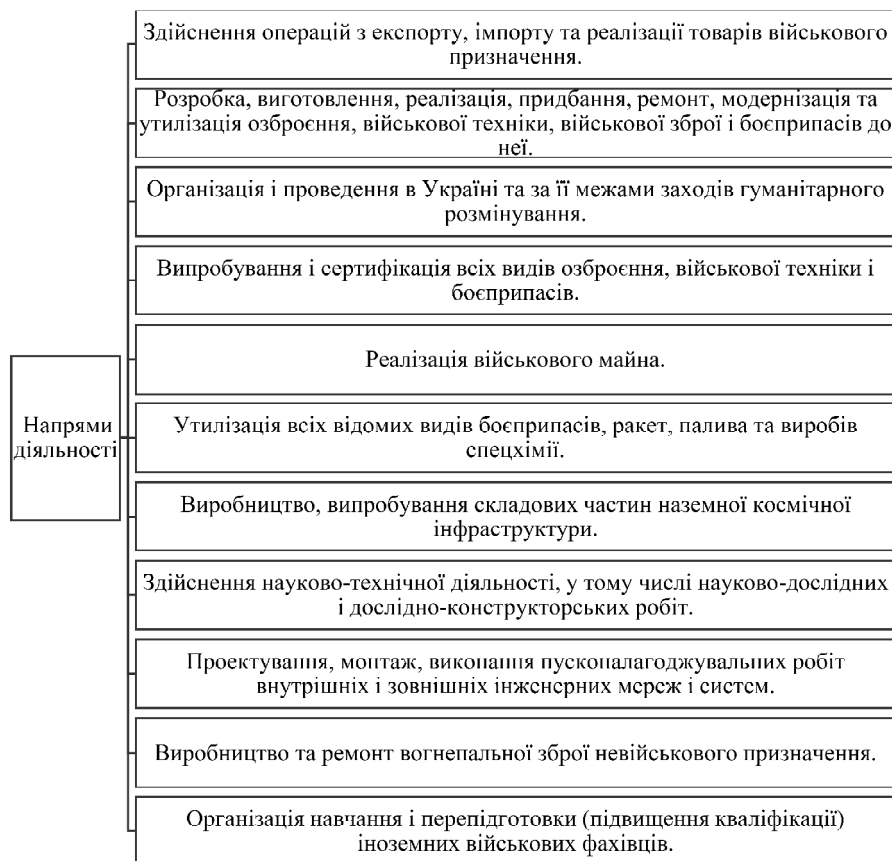 Здійснення операцій з експорту, імпорту та реалізації товарів військового
призначення.
Розробка, виготовлення, реалізація, придбання, ремонт, модернізація та
утилізація озброєння, військової техніки, військової зброї і боєприпасів до
неї.
Організація і проведення в Україні та за її межами заходів гуманітарного
розмінування.
Випробування і сертифікація всіх видів озброєння, військової техніки і
боєприпасів.
Реалізація військового майна.
Напрями
діяльності
Утилізація всіх відомих видів боєприпасів, ракет, палива та виробів
спецхімії.
Виробництво, випробування складових частин наземної космічної
інфраструктури.
Здійснення науково-технічної діяльності, у тому числі науково-дослідних
і дослідно-конструкторських робіт.
Проектування, монтаж, виконання пусконалагоджувальних робіт
внутрішніх і зовнішніх інженерних мереж і систем.
Виробництво та ремонт вогнепальної зброї невійськового призначення.
Організація навчання і перепідготовки (підвищення кваліфікації)
іноземних військових фахівців.